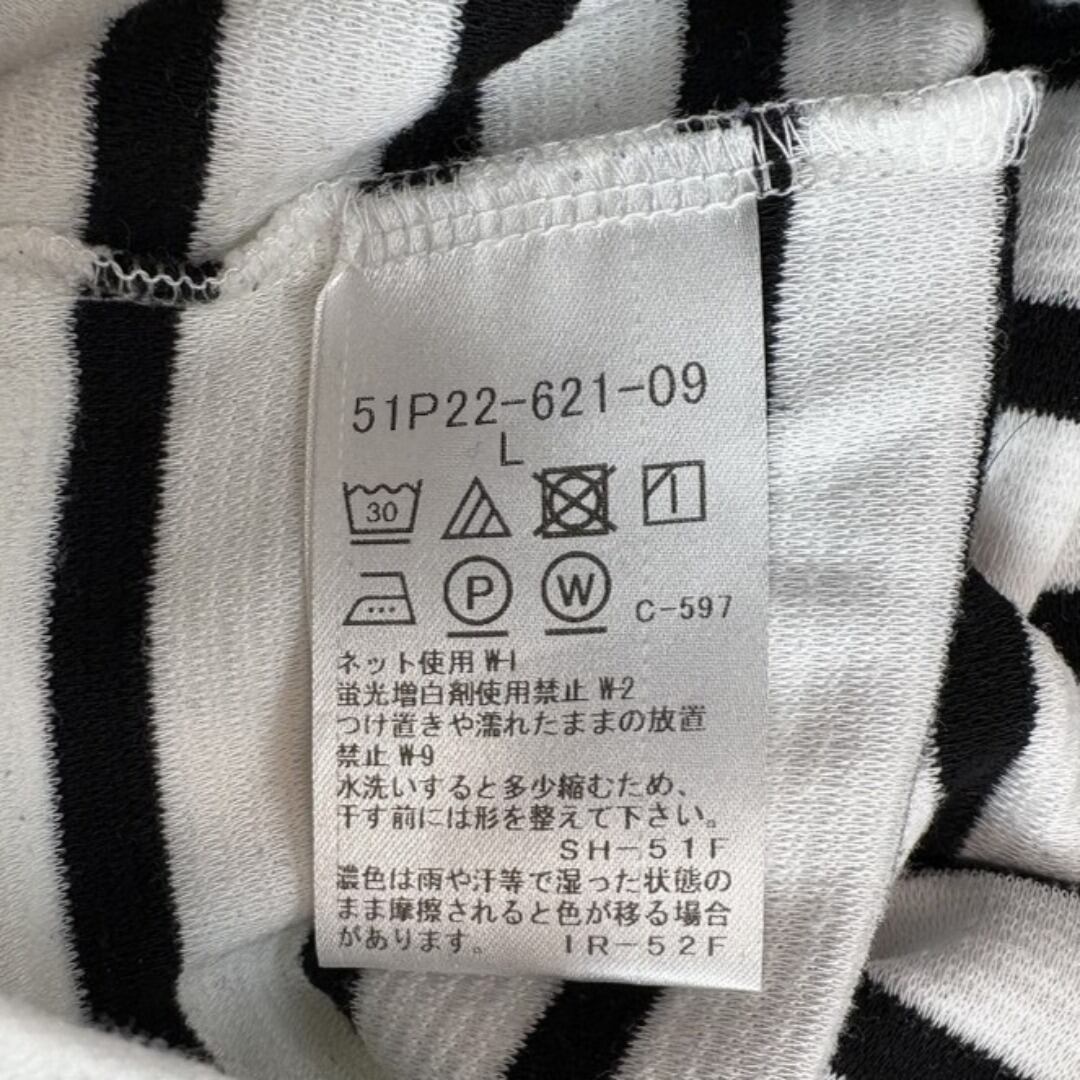 51P22-621-09
L
30
P W C-597
ネット使用 W-1
蛍光増白剤使用禁止 W-2
つけ置きや濡れたままの放置
禁止 W-9
水洗いすると多少縮むため、
干す前には形を整えて下さい。
SH-51F
濃色は雨や汗等で湿った状態の
まま摩擦されると色が移る場合
があります。 IR-52F